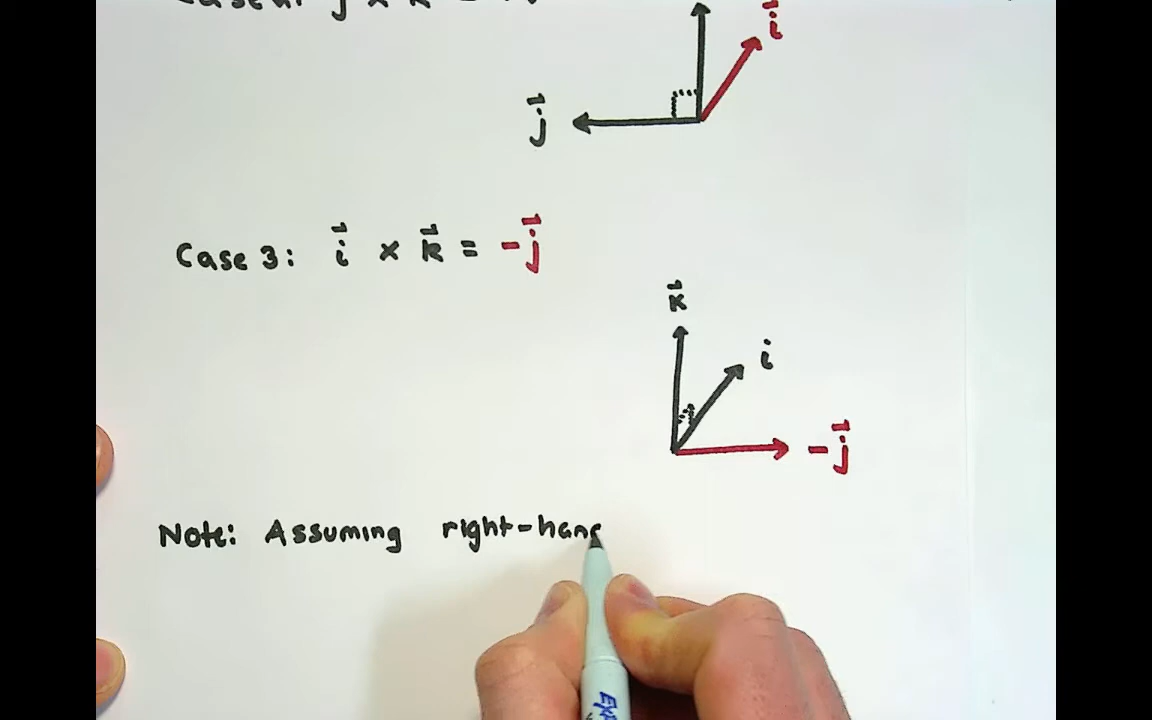 i⃗
j⃗
Case 3: i⃗ × k⃗ = -j⃗
k⃗
i
-j⃗
Note: Assuming right-hand